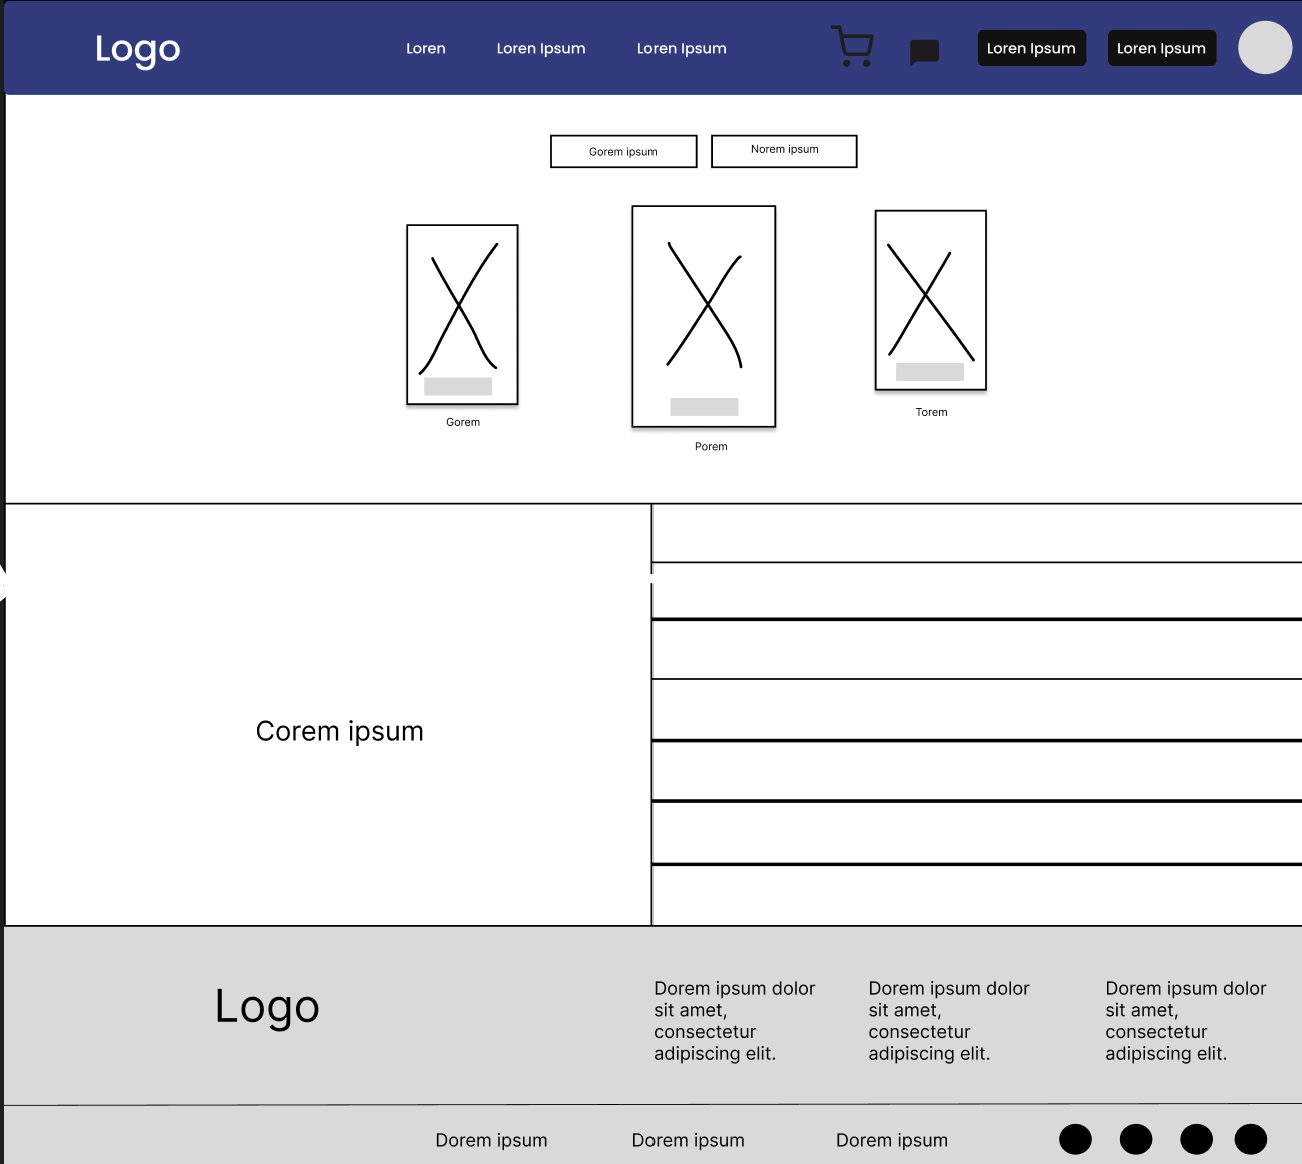 Logo
Loren
Loren Ipsum
Loren Ipsum
Loren Ipsum
Loren Ipsum
Gorem ipsum
Norem ipsum
Gorem
Porem
Torem
Corem ipsum
Logo
Dorem ipsum dolor
sit amet,
consectetur
adipiscing elit.
Dorem ipsum dolor
sit amet,
consectetur
adipiscing elit.
Dorem ipsum dolor
sit amet,
consectetur
adipiscing elit.
Dorem ipsum
Dorem ipsum
Dorem ipsum